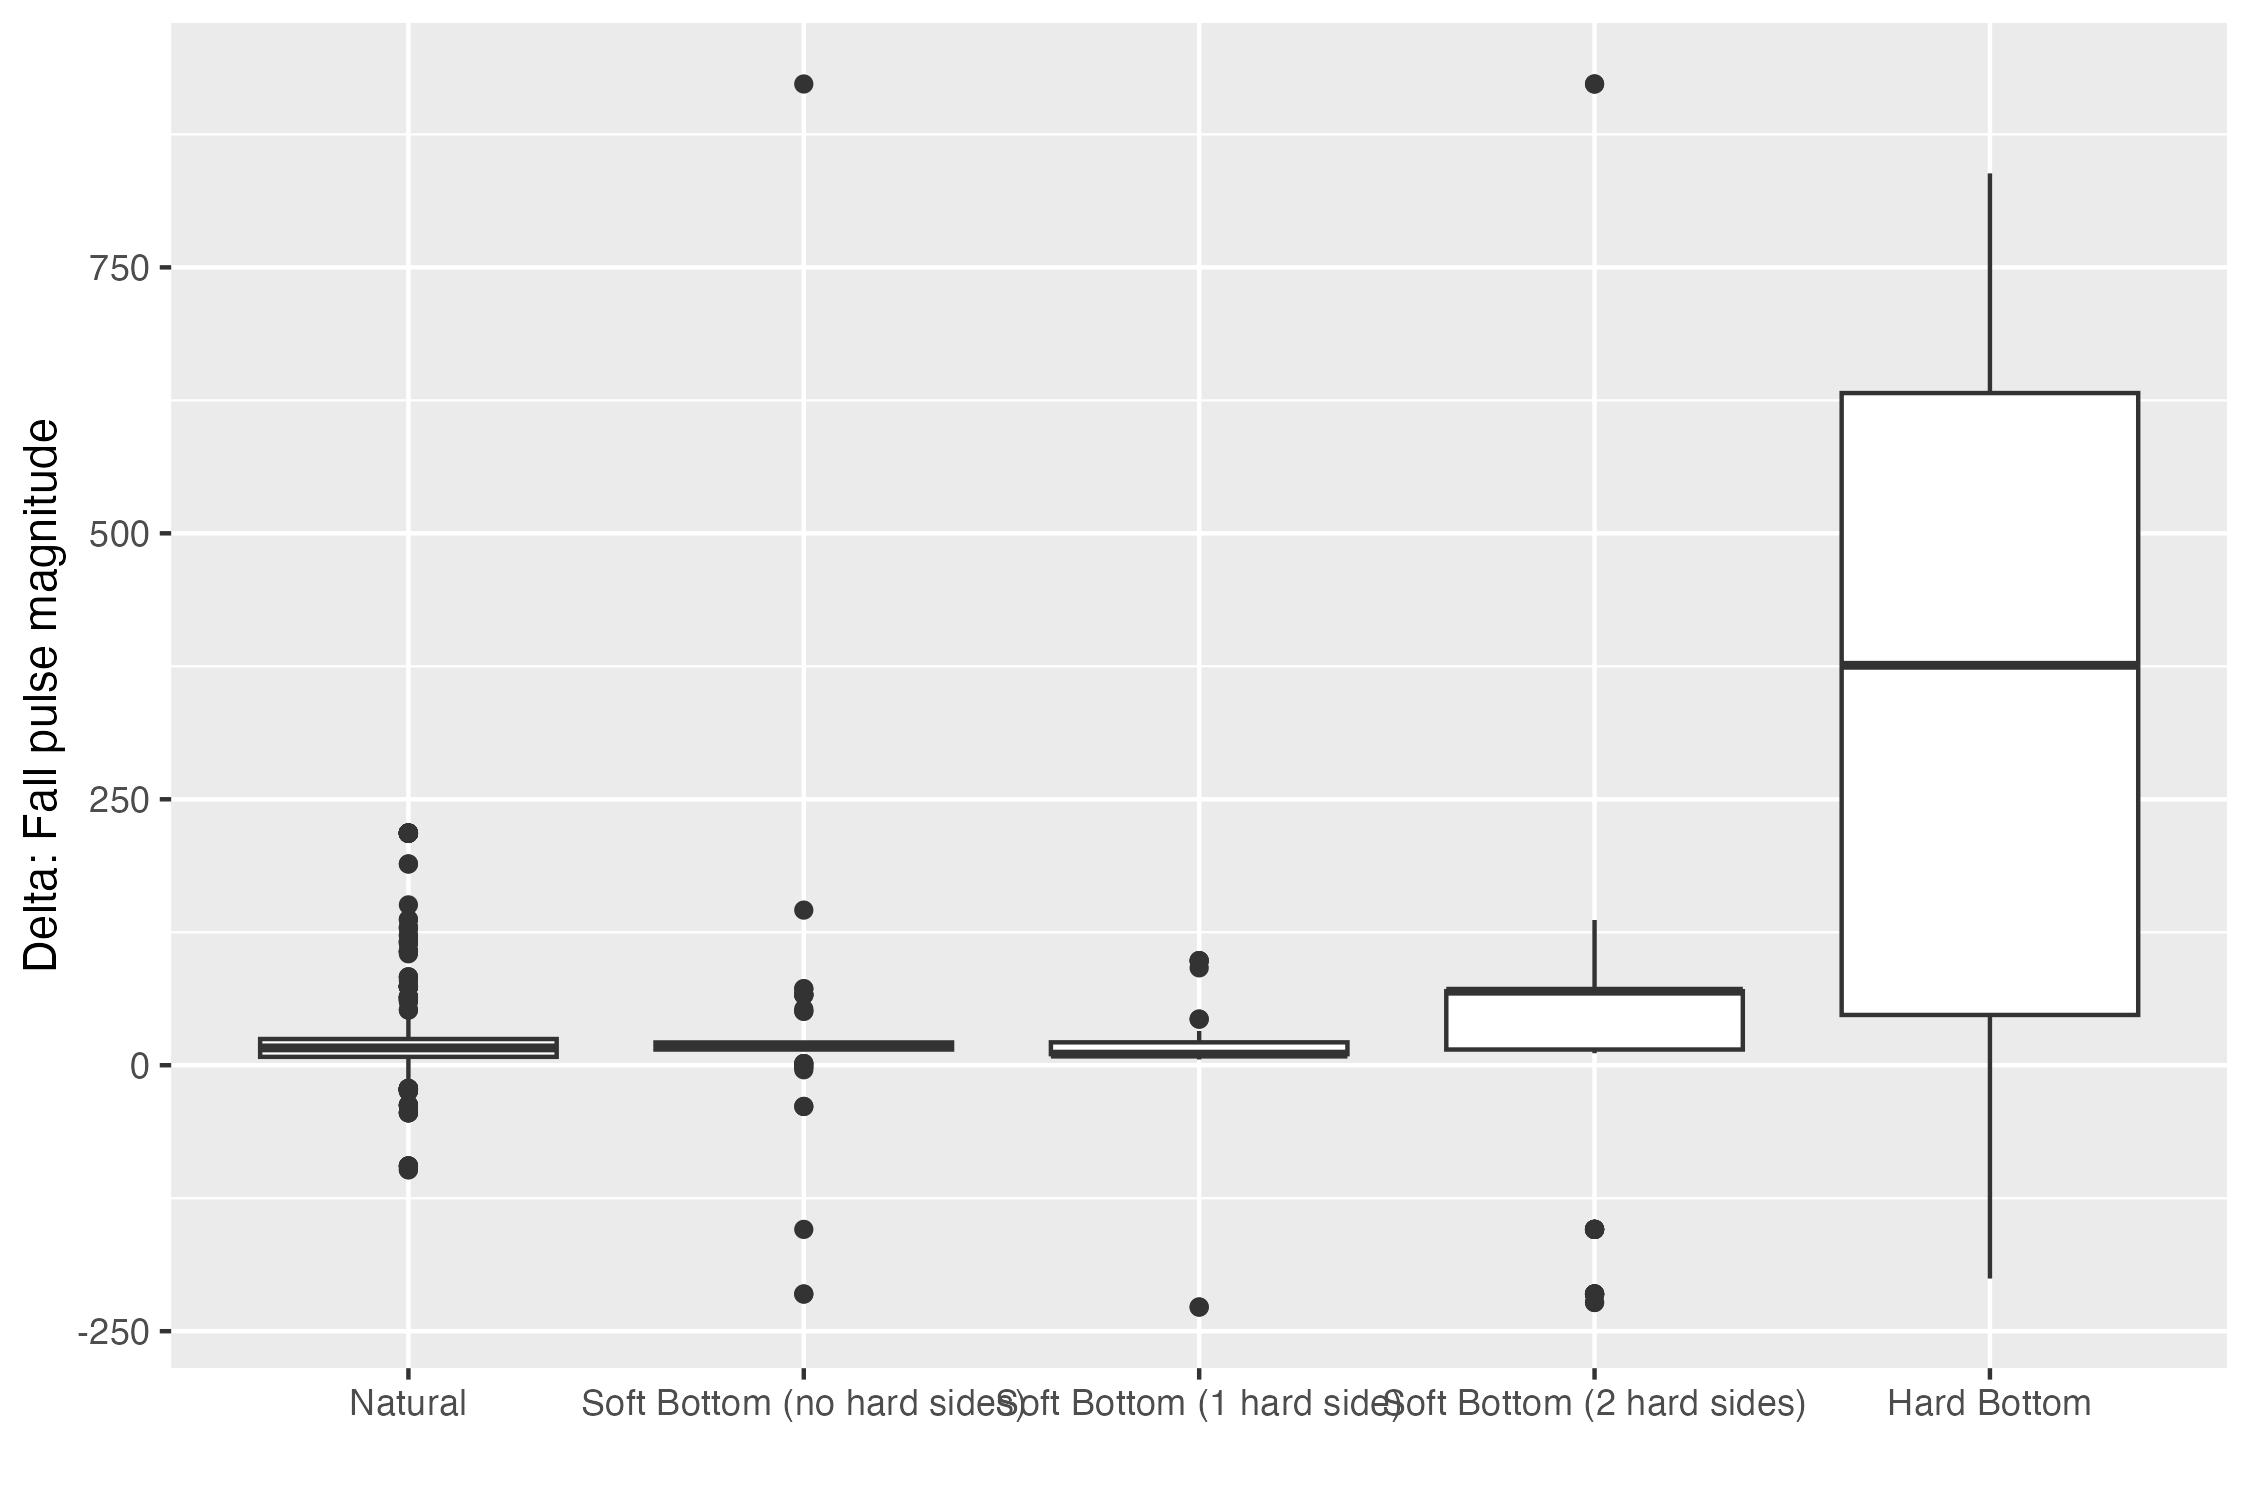 Delta: Fall pulse magnitude
750
500
250
0
-250
Natural
Soft Bottom (no hard sides)
Soft Bottom (1 hard side)
Soft Bottom (2 hard sides)
Hard Bottom